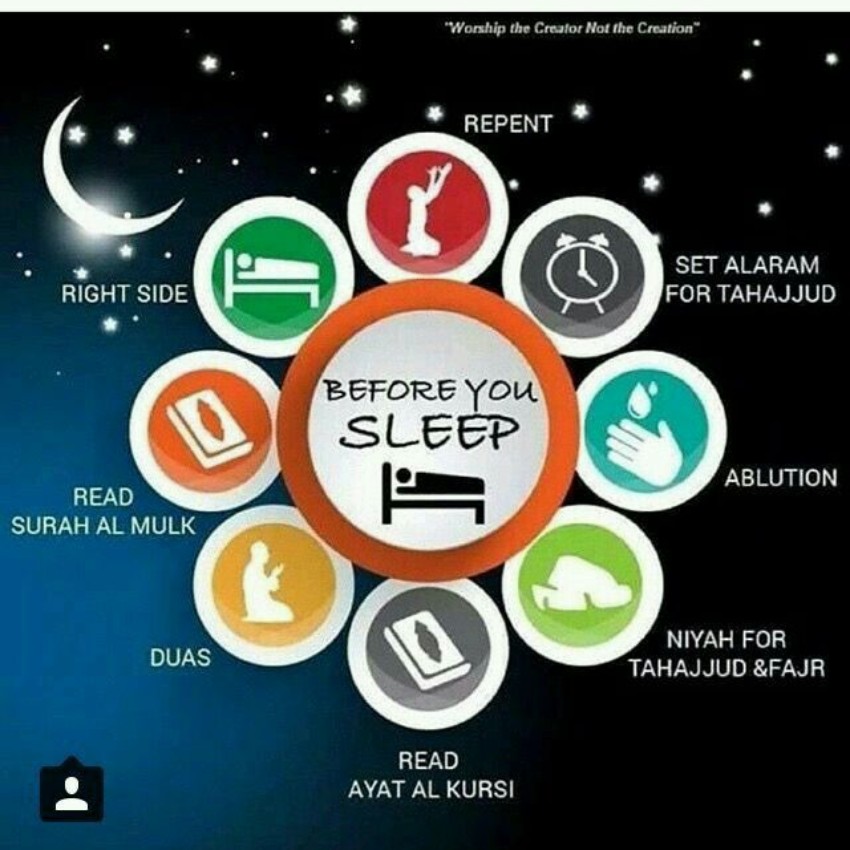 "Worship the Creator Not the Creation"
REPENT
SET ALARAM
FOR TAHAJJUD
ABLUTION
NIYAH FOR
TAHAJJUD &FAJR
READ
AYAT AL KURSI
DUAS
READ
SURAH AL MULK
RIGHT SIDE
BEFORE YOU
SLEEP